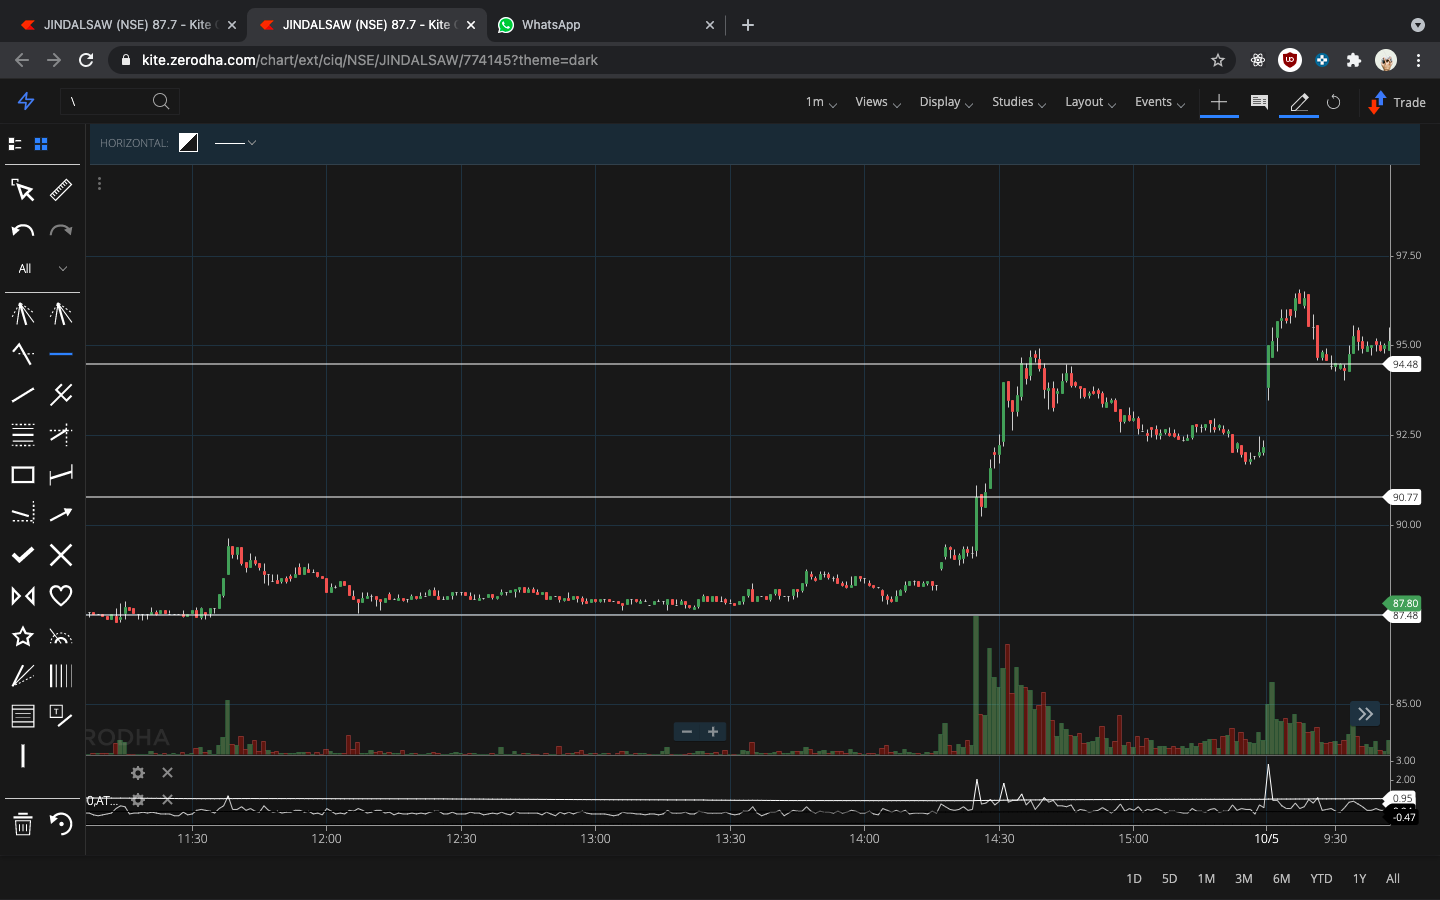 JINDALSAW (NSE) 87.7 - Kite
JINDALSAW (NSE) 87.7 - Kite
WhatsApp
kite.zerodha.com/chart/ext/ciq/NSE/JINDALSAW/774145?theme=dark
\
1m
Views
Display
Studies
Layout
Events
Trade
HORIZONTAL:
All
97.50
95.00
94.48
92.50
90.77
90.00
87.80
87.48
85.00
RODHA
3.00
2.00
0,AT...
0.95
-0.47
11:30
12:00
12:30
13:00
13:30
14:00
14:30
15:00
10/5
9:30
1D
5D
1M
3M
6M
YTD
1Y
All